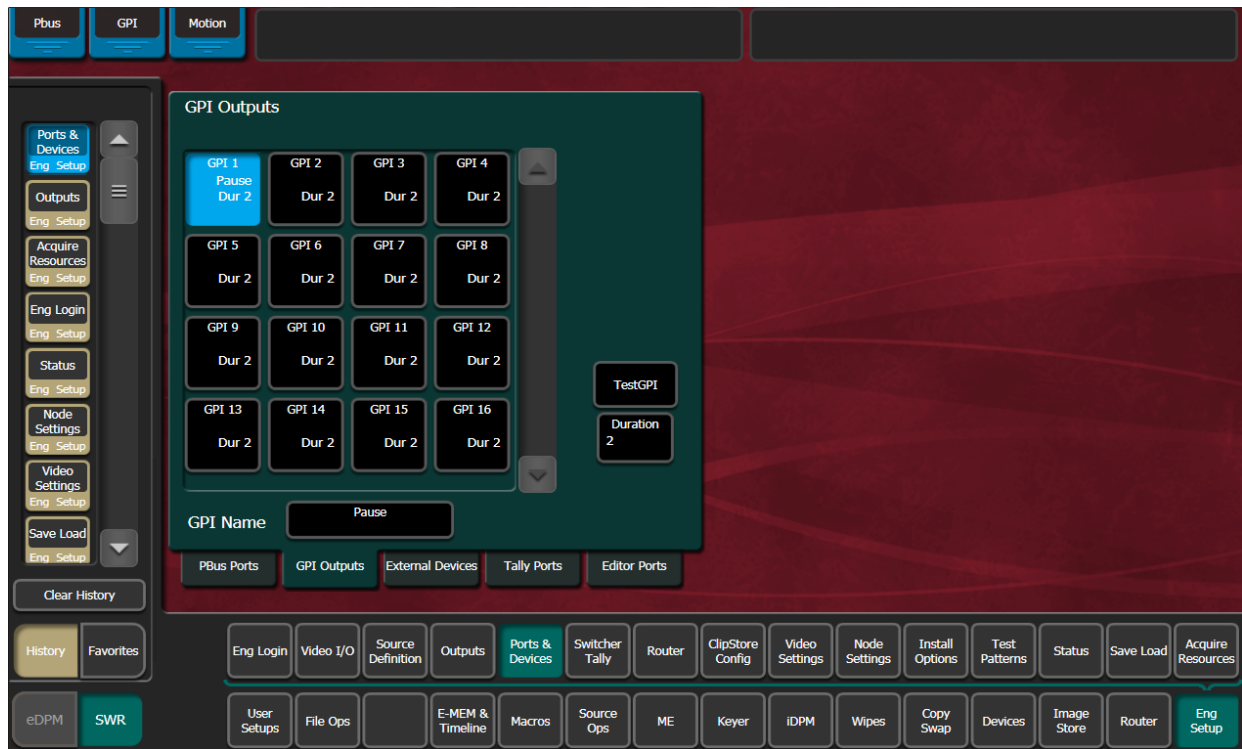 Pbus
GPI
Motion
Ports &
Devices
Eng Setup
Outputs
Eng Setup
Acquire
Resources
Eng Setup
Eng Login
Eng Setup
Status
Eng Setup
Node
Settings
Eng Setup
Video
Settings
Eng Setup
Save Load
Eng Setup
Clear History
History
Favorites
eDPM
SWR
GPI Outputs
GPI 1
Pause
Dur 2
GPI 2
Dur 2
GPI 3
Dur 2
GPI 4
Dur 2
GPI 5
Dur 2
GPI 6
Dur 2
GPI 7
Dur 2
GPI 8
Dur 2
GPI 9
Dur 2
GPI 10
Dur 2
GPI 11
Dur 2
GPI 12
Dur 2
GPI 13
Dur 2
GPI 14
Dur 2
GPI 15
Dur 2
GPI 16
Dur 2
TestGPI
Duration
2
GPI Name
Pause
PBus Ports
GPI Outputs
External Devices
Tally Ports
Editor Ports
Eng Login
Video I/O
Source
Definition
Outputs
Ports &
Devices
Switcher
Tally
Router
ClipStore
Config
Video
Settings
Node
Settings
Install
Options
Test
Patterns
Status
Save Load
Acquire
Resources
User
Setups
File Ops
E-MEM &
Timeline
Macros
Source
Ops
ME
Keyer
iDPM
Wipes
Copy
Swap
Devices
Image
Store
Router
Eng
Setup